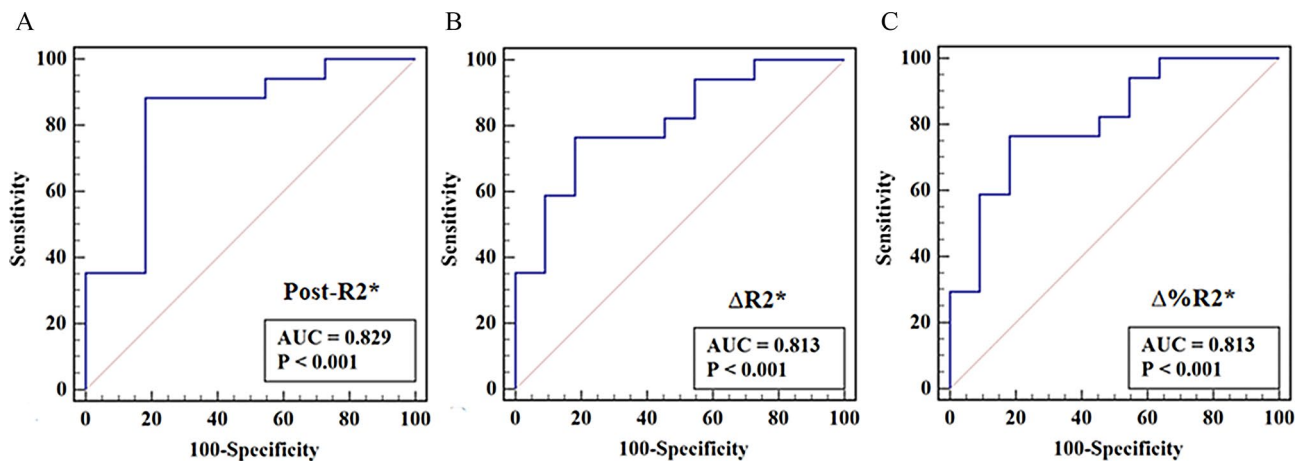 A
B
C
100
80
60
40
20
0
Sensitivity
Post-R2*
AUC = 0.829
P < 0.001
0 20 40 60 80 100
100-Specificity
100
80
60
40
20
0
Sensitivity
ΔR2*
AUC = 0.813
P < 0.001
0 20 40 60 80 100
100-Specificity
100
80
60
40
20
0
Sensitivity
Δ%R2*
AUC = 0.813
P < 0.001
0 20 40 60 80 100
100-Specificity